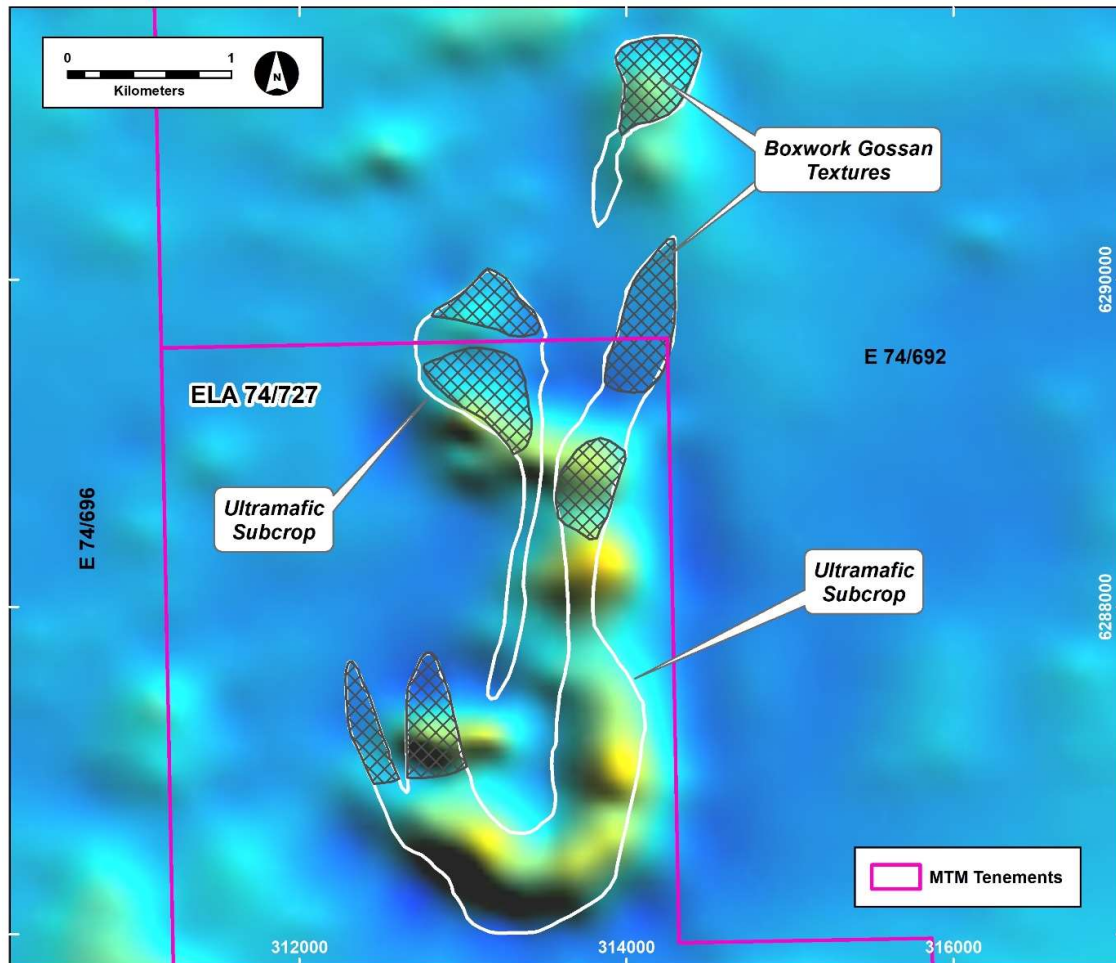 0 1
Kilometers
N
Boxwork Gossan
Textures
6290000
E 74/692
ELA 74/727
Ultramafic
Subcrop
E 74/696
Ultramafic
Subcrop
6288000
MTM Tenements
312000 314000 316000